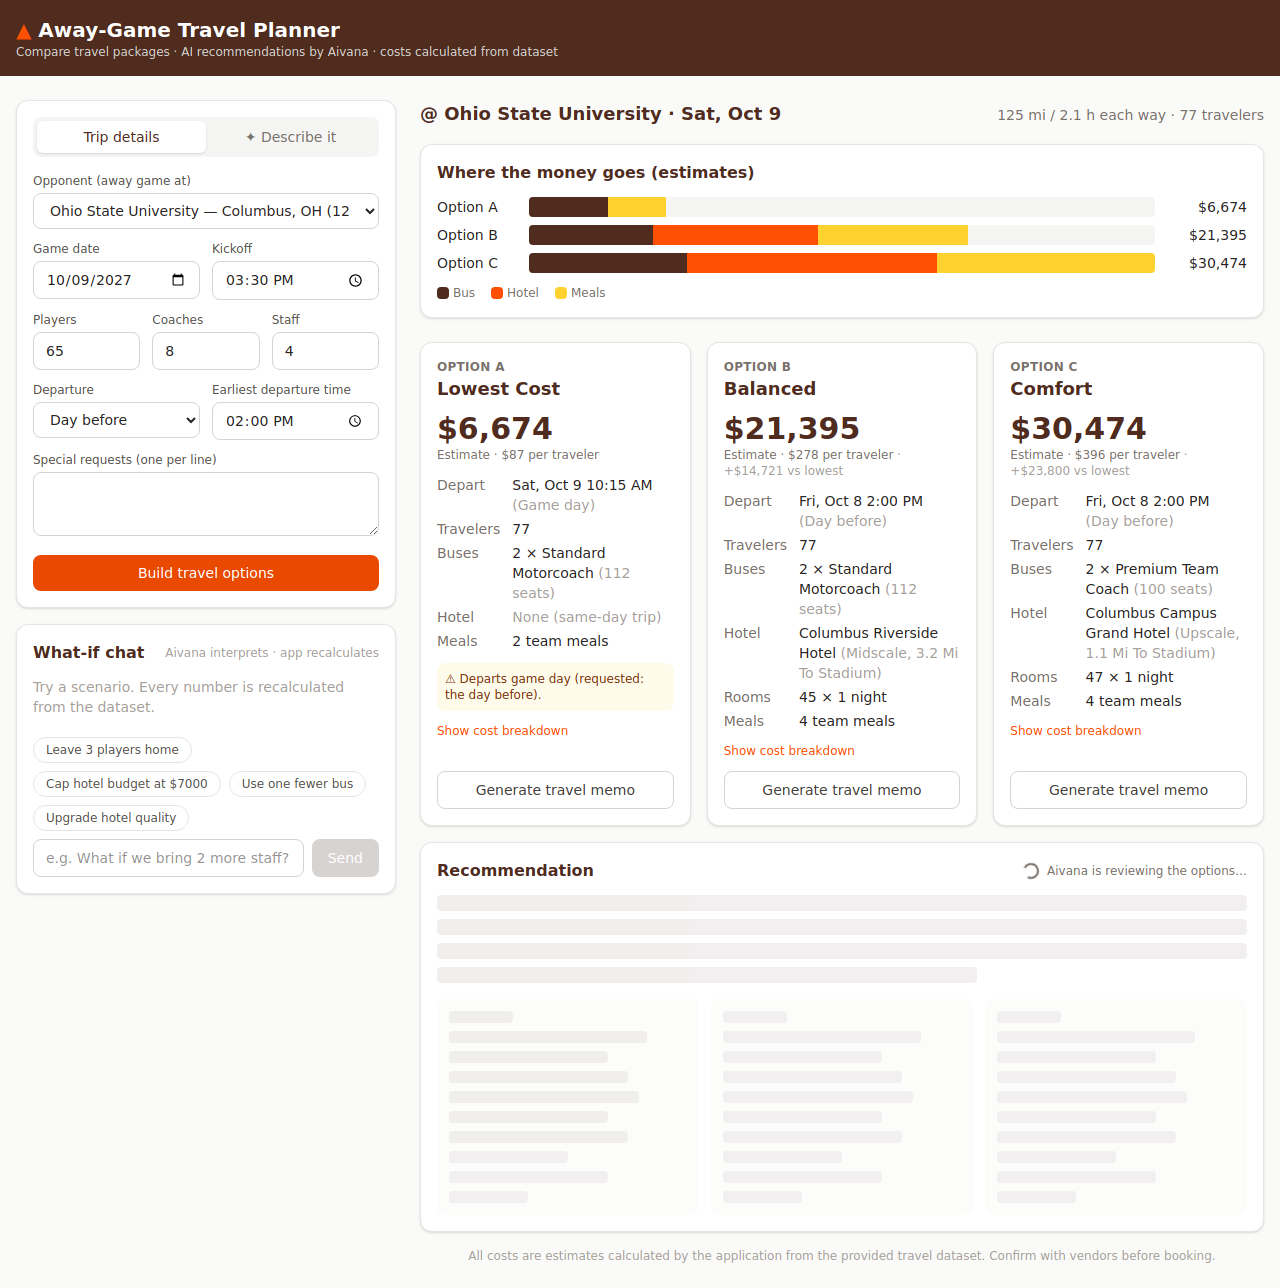 Away-Game Travel Planner
Compare travel packages · AI recommendations by Aivana · costs calculated from dataset
Trip details
✦ Describe it
Opponent (away game at)
Ohio State University — Columbus, OH (12
Game date
Kickoff
10/09/2027
03:30 PM
Players
Coaches
Staff
65
8
4
Departure
Earliest departure time
Day before
02:00 PM
Special requests (one per line)
Build travel options
What-if chat
Aivana interprets · app recalculates
Try a scenario. Every number is recalculated
from the dataset.
Leave 3 players home
Cap hotel budget at $7000
Use one fewer bus
Upgrade hotel quality
e.g. What if we bring 2 more staff?
Send
@ Ohio State University · Sat, Oct 9
125 mi / 2.1 h each way · 77 travelers
Where the money goes (estimates)
Option A
$6,674
Option B
$21,395
Option C
$30,474
Bus
Hotel
Meals
OPTION A
Lowest Cost
$6,674
Estimate · $87 per traveler
Depart
Sat, Oct 9 10:15 AM
(Game day)
Travelers
77
Buses
2 × Standard
Motorcoach (112
seats)
Hotel
None (same-day trip)
Meals
2 team meals
⚠ Departs game day (requested:
the day before).
Show cost breakdown
Generate travel memo
OPTION B
Balanced
$21,395
Estimate · $278 per traveler ·
+$14,721 vs lowest
Depart
Fri, Oct 8 2:00 PM
(Day before)
Travelers
77
Buses
2 × Standard
Motorcoach (112
seats)
Hotel
Columbus Riverside
Hotel (Midscale, 3.2 Mi
To Stadium)
Rooms
45 × 1 night
Meals
4 team meals
Show cost breakdown
Generate travel memo
OPTION C
Comfort
$30,474
Estimate · $396 per traveler ·
+$23,800 vs lowest
Depart
Fri, Oct 8 2:00 PM
(Day before)
Travelers
77
Buses
2 × Premium Team
Coach (100 seats)
Hotel
Columbus Campus
Grand Hotel (Upscale,
1.1 Mi To Stadium)
Rooms
47 × 1 night
Meals
4 team meals
Show cost breakdown
Generate travel memo
Recommendation
Aivana is reviewing the options…
All costs are estimates calculated by the application from the provided travel dataset. Confirm with vendors before booking.